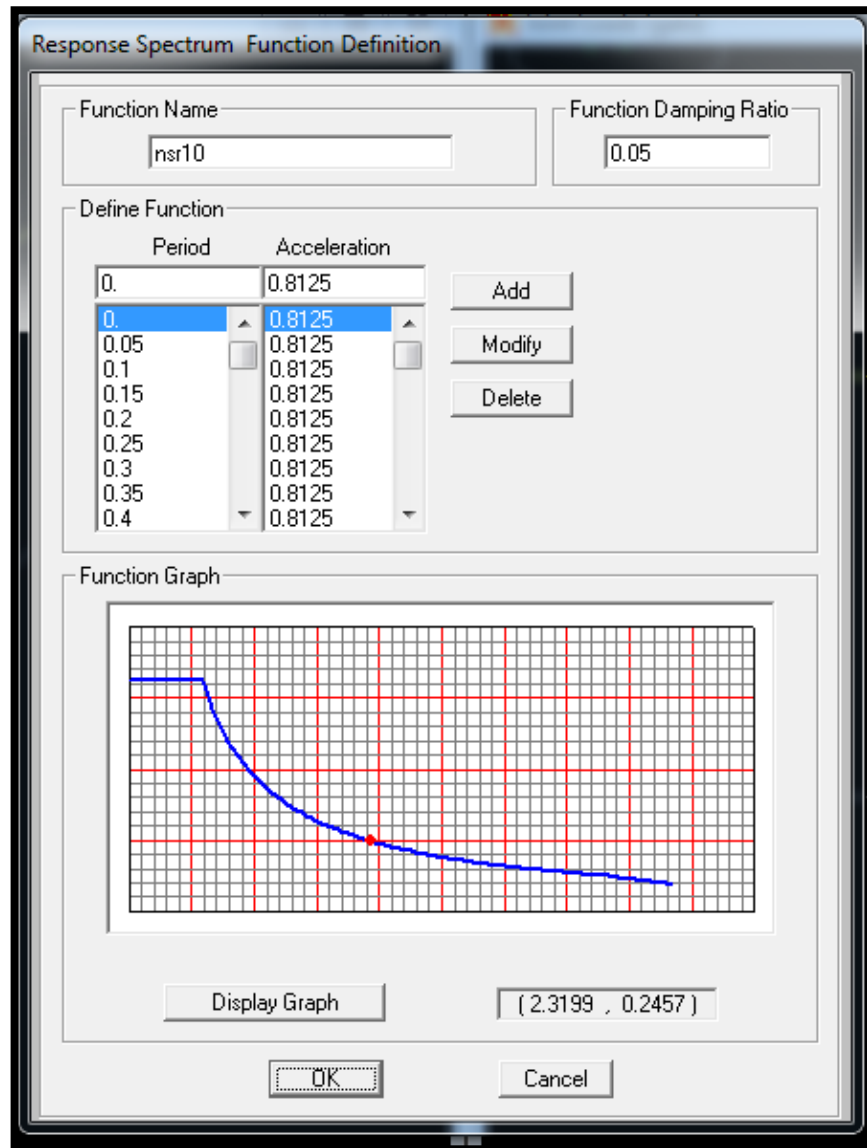 Response Spectrum Function Definition
Function Name
Function Damping Ratio
nsr10
0.05
Define Function
Period Acceleration
0. 0.8125
0. 0.8125
0.05 0.8125
0.1 0.8125
0.15 0.8125
0.2 0.8125
0.25 0.8125
0.3 0.8125
0.35 0.8125
0.4 0.8125
Add
Modify
Delete
Function Graph
Display Graph
( 2.3199 , 0.2457 )
OK
Cancel